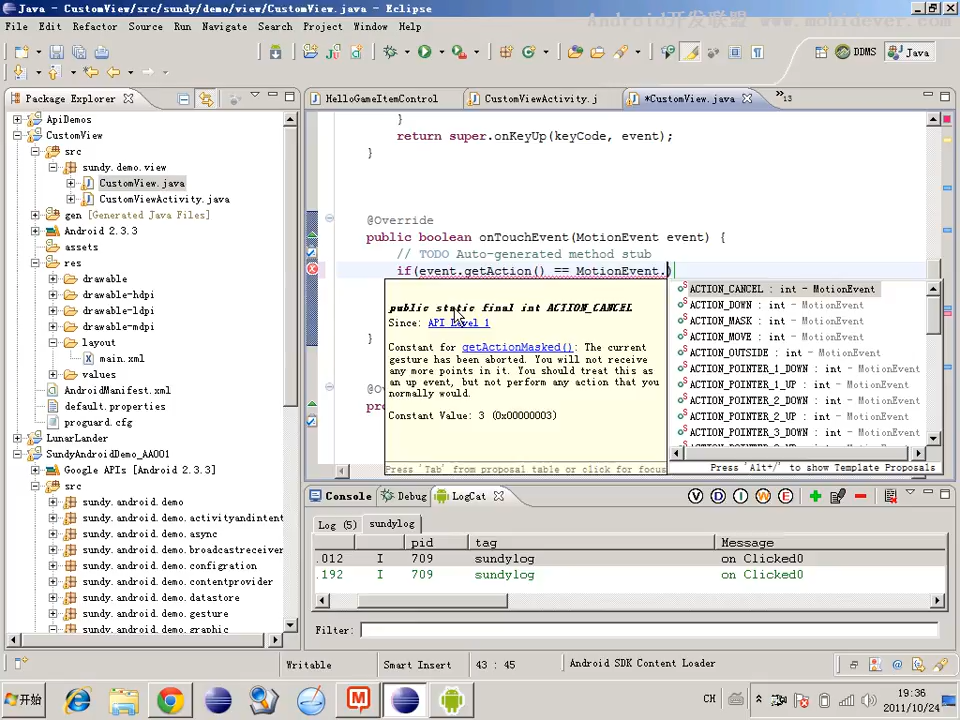 Java - CustomView/src/sundy/demo/view/CustomView.java - Eclipse
Android开发联盟 www.mobidever.com
File Edit Refactor Source Run Navigate Search Project Window Help
DDMS Java
Package Explorer
HelloGameItemControl CustomViewActivity.j *CustomView.java 13
ApiDemos
CustomView
src
sundy.demo.view
CustomView.java
CustomViewActivity.java
gen [Generated Java Files]
Android 2.3.3
assets
res
drawable
drawable-hdpi
drawable-ldpi
drawable-mdpi
layout
main.xml
values
AndroidManifest.xml
default.properties
proguard.cfg
LunarLander
SundyAndroidDemo_AA001
Google APIs [Android 2.3.3]
src
sundy.android.demo
sundy.android.demo.activityandintent
sundy.android.demo.async
sundy.android.demo.broadcastreceiver
sundy.android.demo.configration
sundy.android.demo.contentprovider
sundy.android.demo.datastore
sundy.android.demo.gesture
sundy.android.demo.graphic
}
return super.onKeyUp(keyCode, event);
}
@Override
public boolean onTouchEvent(MotionEvent event) {
// TODO Auto-generated method stub
if(event.getAction() == MotionEvent.)
}
@O
pr
public static final int ACTION_CANCEL
Since: API Level 1
Constant for getActionMasked(): The current
gesture has been aborted. You will not receive
any more points in it. You should treat this as
an up event, but not perform any action that you
normally would.
Constant Value: 3 (0x00000003)
Press 'Tab' from proposal table or click for focus
ACTION_CANCEL : int - MotionEvent
ACTION_DOWN : int - MotionEvent
ACTION_MASK : int - MotionEvent
ACTION_MOVE : int - MotionEvent
ACTION_OUTSIDE : int - MotionEvent
ACTION_POINTER_1_DOWN : int - MotionEvent
ACTION_POINTER_1_UP : int - MotionEvent
ACTION_POINTER_2_DOWN : int - MotionEvent
ACTION_POINTER_2_UP : int - MotionEvent
ACTION_POINTER_3_DOWN : int - MotionEvent
Press 'Alt+/' to show Template Proposals
Console Debug LogCat
V D I W E
Log (5) sundylog
pid tag Message
.012 I 709 sundylog on Clicked0
.192 I 709 sundylog on Clicked0
Filter:
Writable Smart Insert 43 : 45 Android SDK Content Loader
开始
CH
19:36
2011/10/24